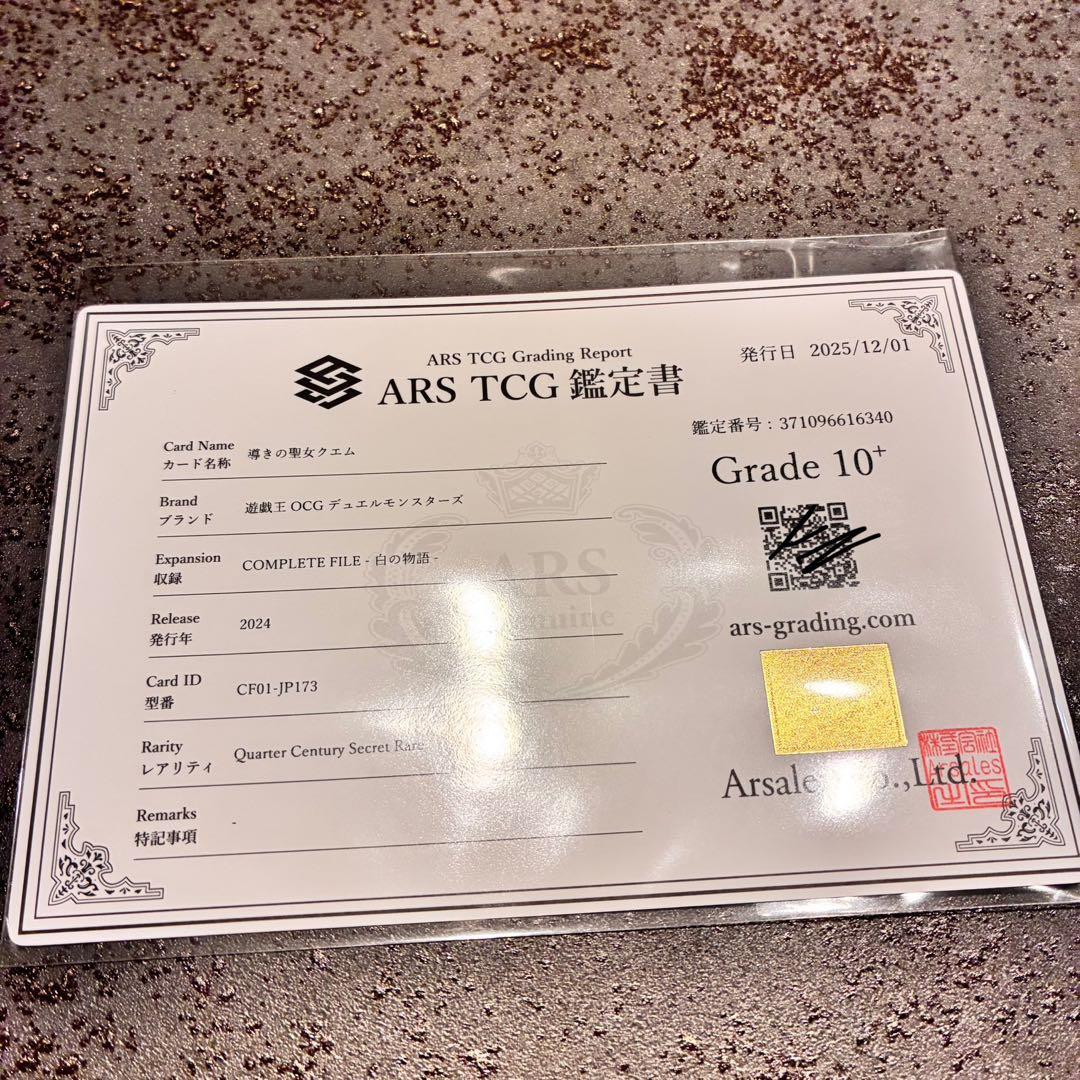 ARS TCG Grading Report
ARS TCG 鑑定書
発行日 2025/12/01
鑑定番号 : 371096616340
Grade 10+
Card Name
カード名称
導きの聖女クエム
Brand
ブランド
遊戯王 OCG デュエルモンスターズ
Expansion
収録
COMPLETE FILE - 白の物語 -
Release
発行年
2024
Card ID
型番
CF01-JP173
Rarity
レアリティ
Quarter Century Secret Rare
Remarks
特記事項
-
ARS
ars-grading.com
Arsales Co.,Ltd.